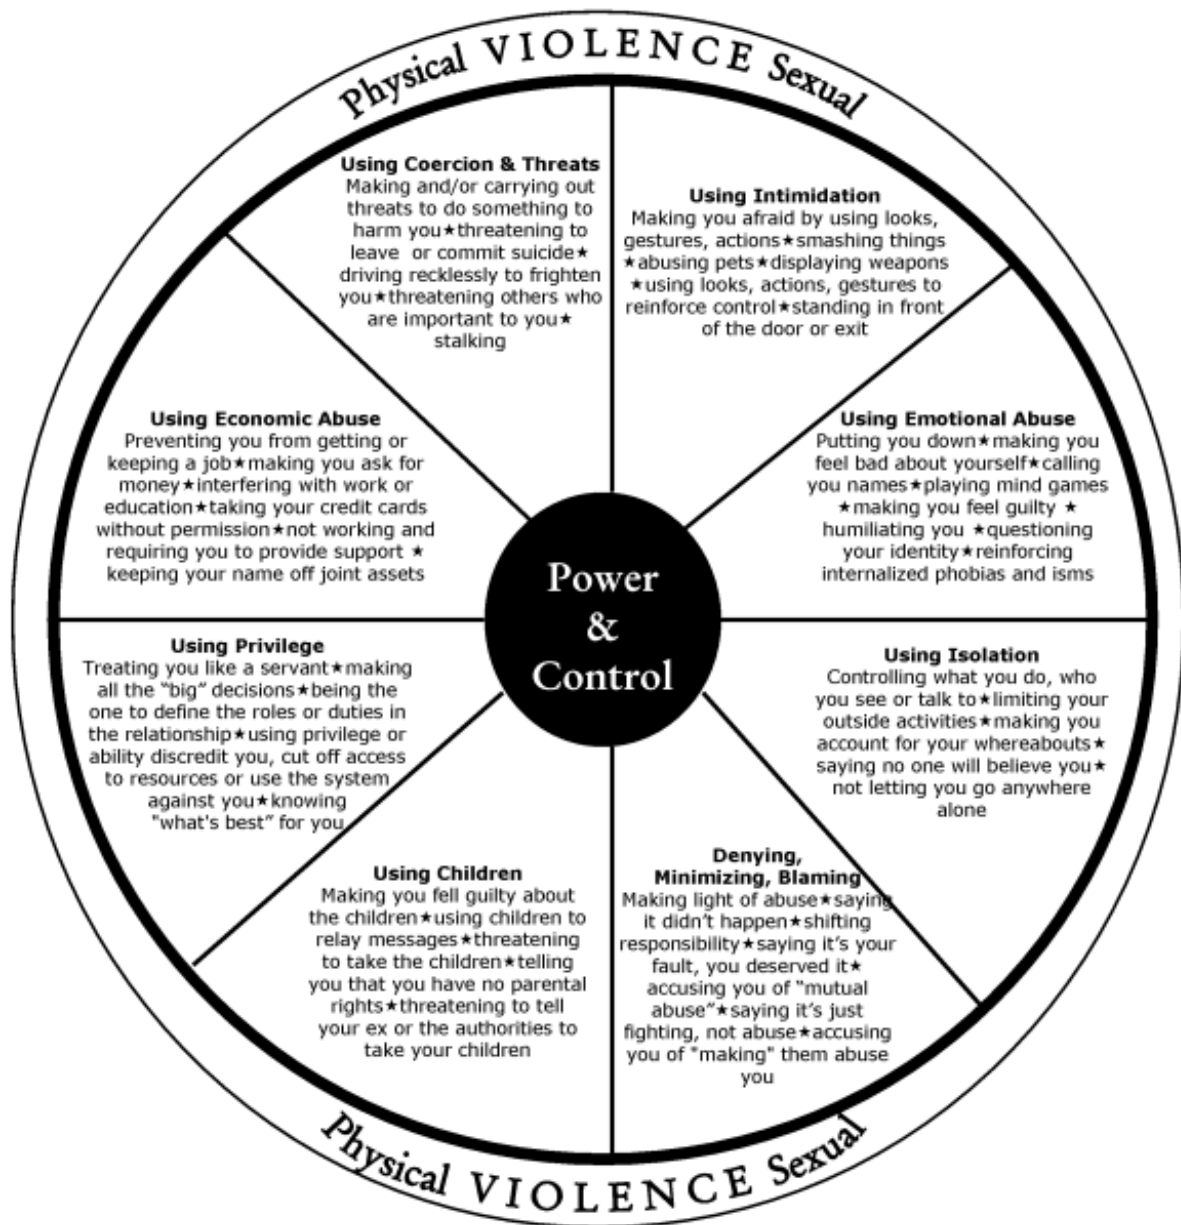 Physical VIOLENCE Sexual
Using Coercion & Threats
Making and/or carrying out
threats to do something to
harm you★threatening to
leave or commit suicide★
driving recklessly to frighten
you★threatening others who
are important to you★
stalking
Using Intimidation
Making you afraid by using looks,
gestures, actions★smashing things
★abusing pets★displaying weapons
★using looks, actions, gestures to
reinforce control★standing in front
of the door or exit
Using Economic Abuse
Preventing you from getting or
keeping a job★making you ask for
money★interfering with work or
education★taking your credit cards
without permission★not working and
requiring you to provide support ★
keeping your name off joint assets
Using Emotional Abuse
Putting you down★making you
feel bad about yourself★calling
you names★playing mind games
★making you feel guilty ★
humiliating you ★questioning
your identity★reinforcing
internalized phobias and isms
Power
&
Control
Using Privilege
Treating you like a servant★making
all the “big” decisions★being the
one to define the roles or duties in
the relationship★using privilege or
ability discredit you, cut off access
to resources or use the system
against you★knowing
"what's best” for you
Using Isolation
Controlling what you do, who
you see or talk to★limiting your
outside activities★making you
account for your whereabouts★
saying no one will believe you★
not letting you go anywhere
alone
Using Children
Making you fell guilty about
the children★using children to
relay messages★threatening
to take the children★telling
you that you have no parental
rights★threatening to tell
your ex or the authorities to
take your children
Denying,
Minimizing, Blaming
Making light of abuse★saying
it didn’t happen★shifting
responsibility★saying it’s your
fault, you deserved it★
accusing you of “mutual
abuse”★saying it’s just
fighting, not abuse★accusing
you of "making" them abuse
you
Physical VIOLENCE Sexual